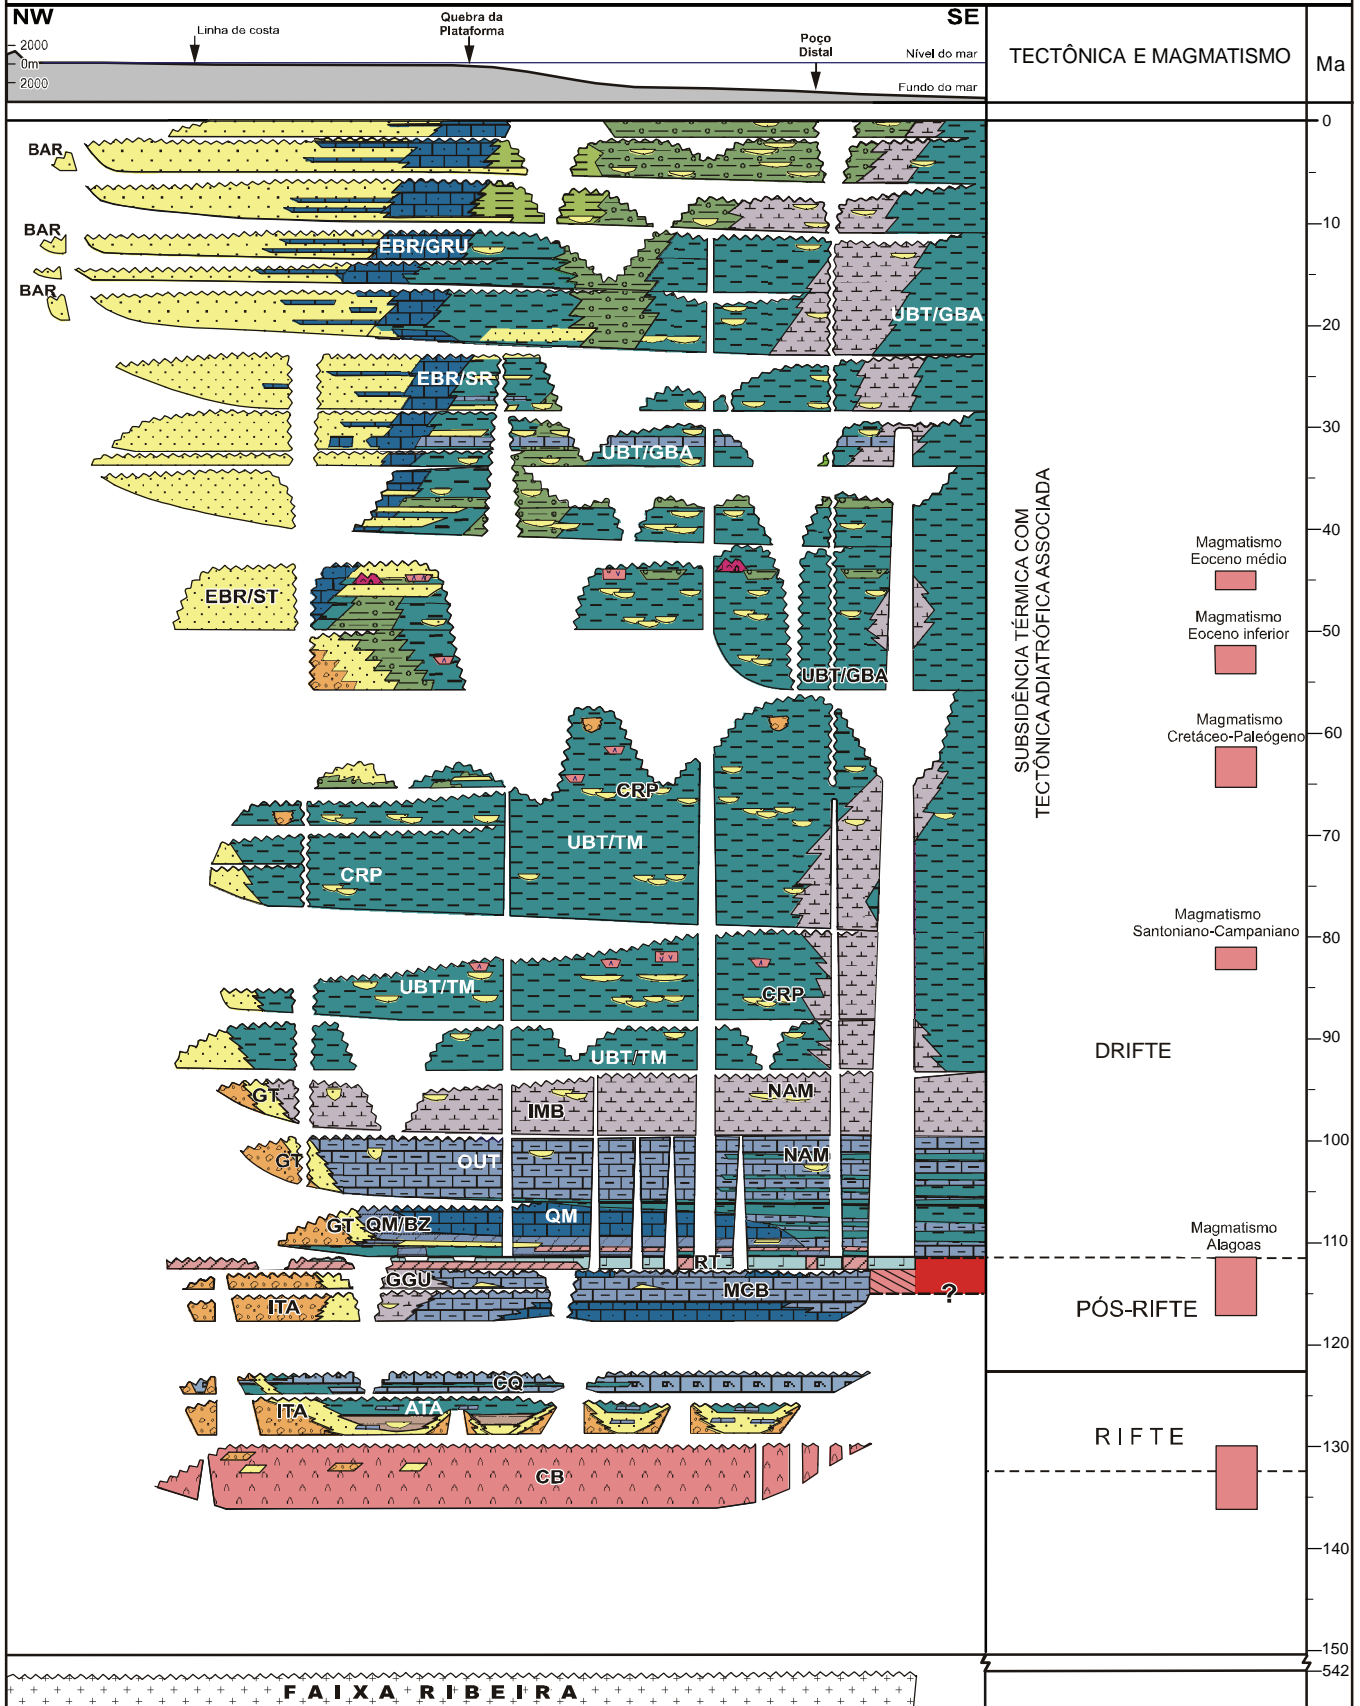 NW
SE
Linha de costa
Quebra da
Plataforma
Poço
Distal
Nível do mar
Fundo do mar
2000
0m
2000
TECTÔNICA E MAGMATISMO
Ma
0
BAR
10
BAR
EBR/GRU
BAR
UBT/GBA
20
EBR/SR
30
UBT/GBA
SUBSIDÊNCIA TÉRMICA COM
TECTÔNICA ADIATRÓFICA ASSOCIADA
40
Magmatismo
Eoceno médio
EBR/ST
Magmatismo
Eoceno inferior
50
UBT/GBA
Magmatismo
Cretáceo-Paleógeno
60
CRP
UBT/TM
70
CRP
Magmatismo
Santoniano-Campaniano
80
UBT/TM
CRP
90
UBT/TM
DRIFTE
GT
NAM
IMB
100
GT
OUT
NAM
GT
QM/BZ
QM
Magmatismo
Alagoas
110
RT
GGU
MCB
?
ITA
PÓS-RIFTE
120
CQ
ITA
ATA
RIFTE
130
CB
140
150
542
FAIXA RIBEIRA